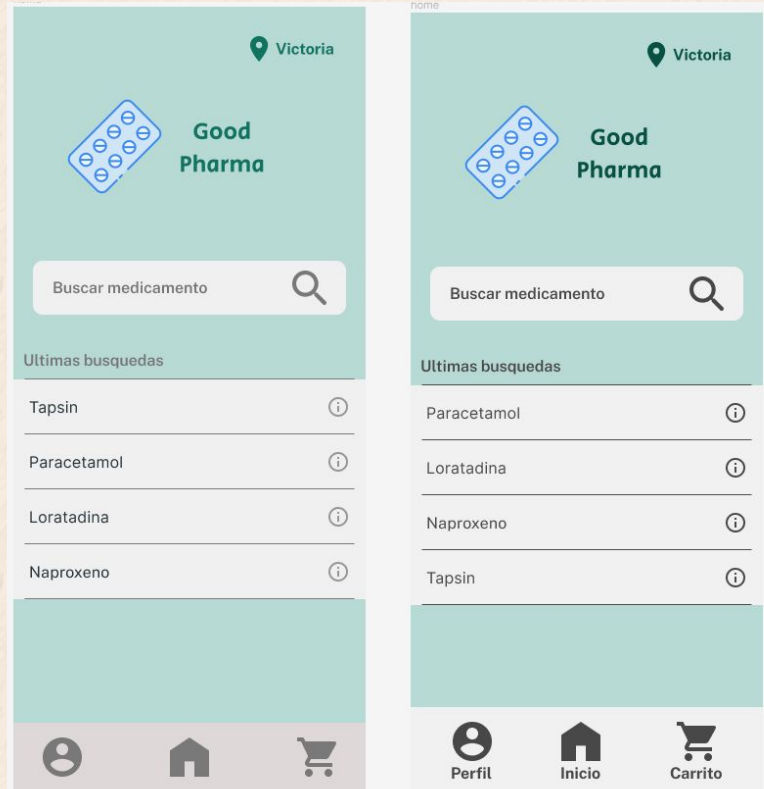 Victoria
Good
Pharma
Buscar medicamento
Ultimas busquedas
Tapsin
Paracetamol
Loratadina
Naproxeno
home
Victoria
Good
Pharma
Buscar medicamento
Ultimas busquedas
Paracetamol
Loratadina
Naproxeno
Tapsin
Perfil
Inicio
Carrito